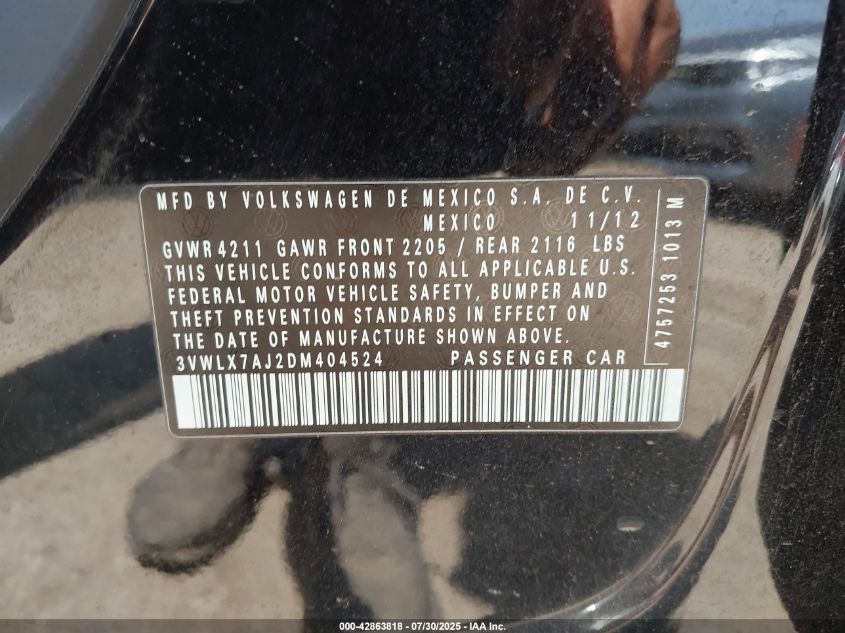 MFD BY VOLKSWAGEN DE MEXICO S.A. DE C.V.
MEXICO 11/12
GVWR 4211 GAWR FRONT 2205 / REAR 2116 LBS
THIS VEHICLE CONFORMS TO ALL APPLICABLE U.S.
FEDERAL MOTOR VEHICLE SAFETY, BUMPER AND
THEFT PREVENTION STANDARDS IN EFFECT ON
THE DATE OF MANUFACTURE SHOWN ABOVE.
3VWLX7AJ2DM404524 PASSENGER CAR
4757253 1013 M
000-42863818 - 07/30/2025 - IAA Inc.